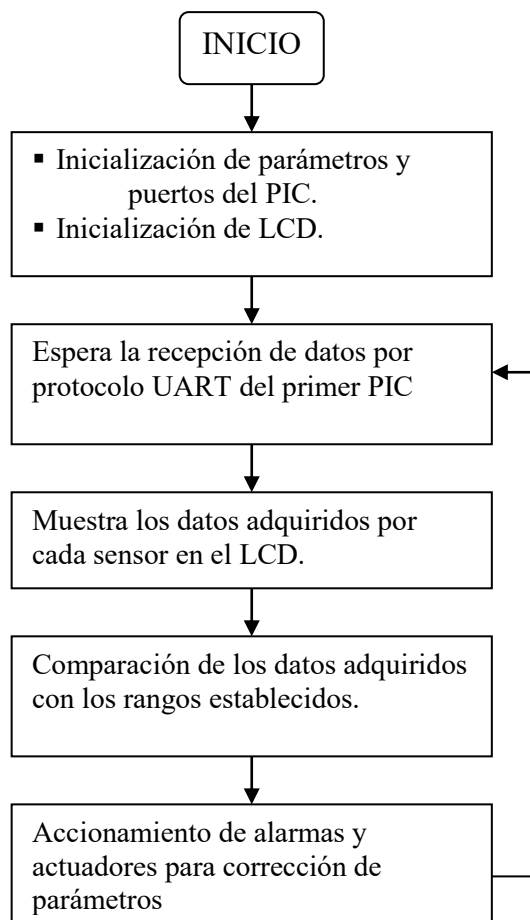 INICIO
▪ Inicialización de parámetros y
puertos del PIC.
▪ Inicialización de LCD.
Espera la recepción de datos por
protocolo UART del primer PIC
Muestra los datos adquiridos por
cada sensor en el LCD.
Comparación de los datos adquiridos
con los rangos establecidos.
Accionamiento de alarmas y
actuadores para corrección de
parámetros